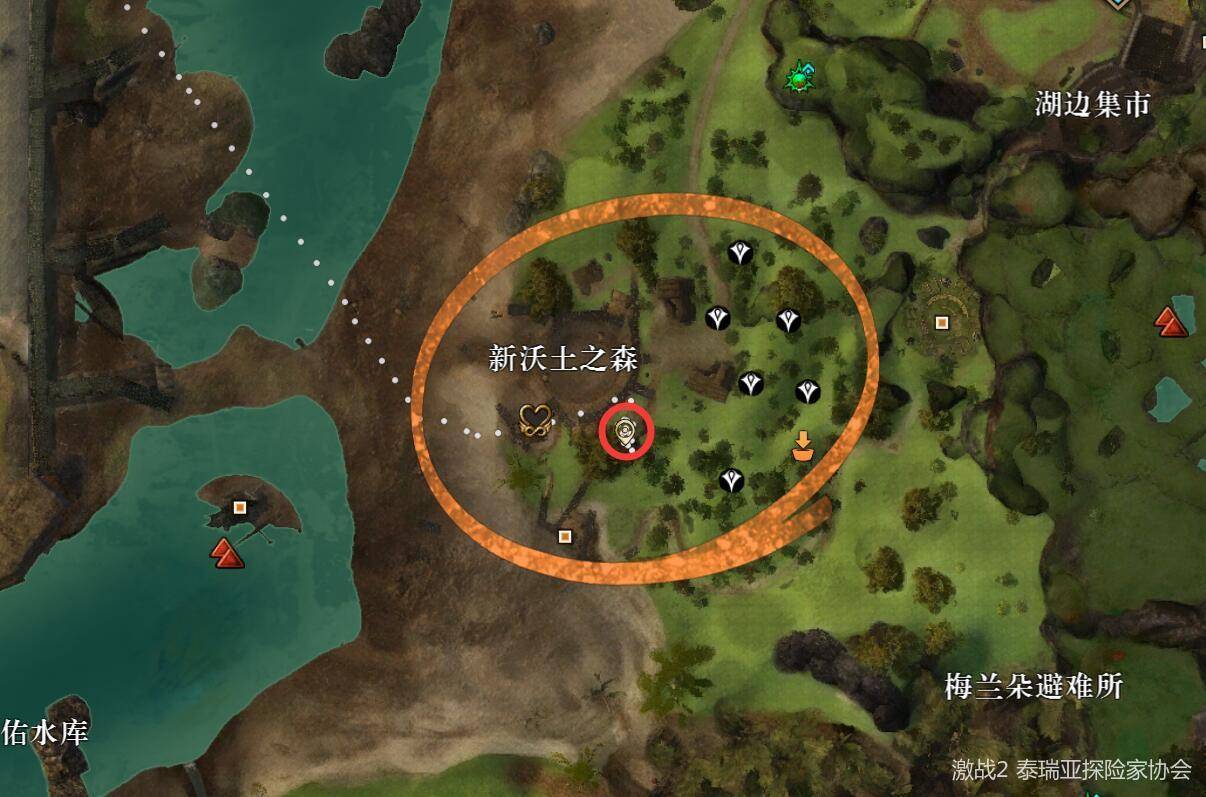 湖边集市
新沃土之森
梅兰朵避难所
佑水库
激战2 泰瑞亚探险家协会